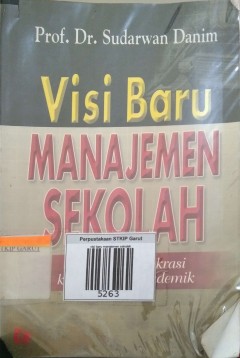 Prof. Dr. Sudarwan Danim
Visi Baru
MANAJEMEN
SEKOLAH
Perpustakaan STKIP Garut
5263
krasi
demik